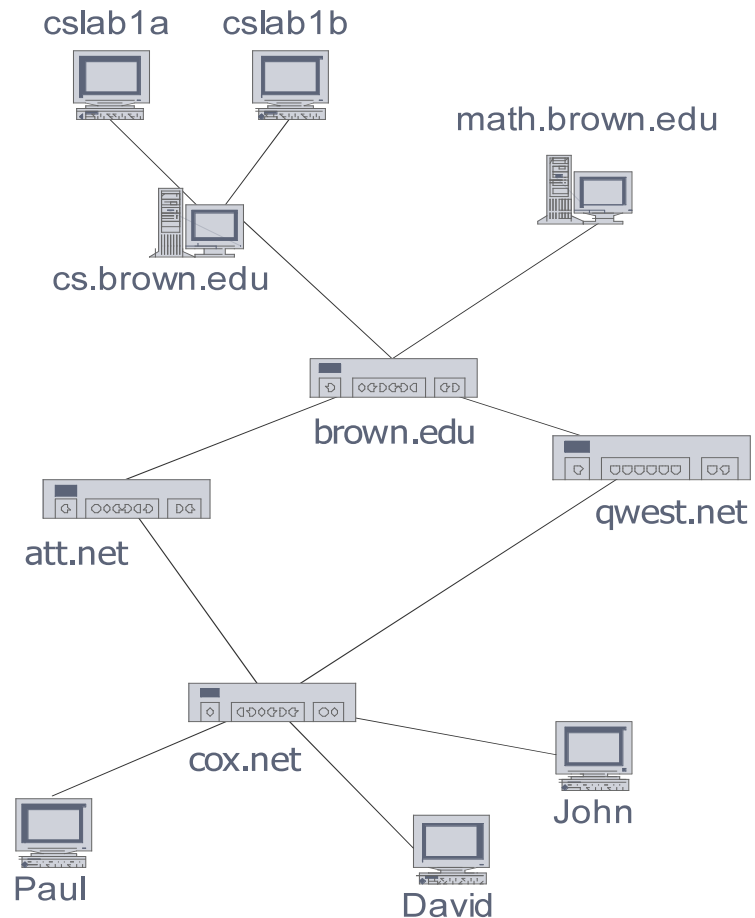 cslab1a
cslab1b
math.brown.edu
cs.brown.edu
brown.edu
qwest.net
att.net
cox.net
John
Paul
David